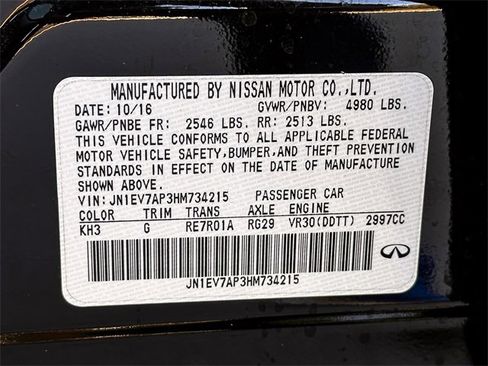 MANUFACTURED BY NISSAN MOTOR CO.,LTD.
DATE: 10/16 GVWR/PNBV: 4980 LBS.
GAWR/PNBE FR: 2546 LBS. RR: 2513 LBS.
THIS VEHICLE CONFORMS TO ALL APPLICABLE FEDERAL
MOTOR VEHICLE SAFETY, BUMPER, AND THEFT PREVENTION
STANDARDS IN EFFECT ON THE DATE OF MANUFACTURE
SHOWN ABOVE.
VIN: JN1EV7AP3HM734215 PASSENGER CAR
COLOR TRIM TRANS AXLE ENGINE
KH3 G RE7R01A RG29 VR30(DDTT) 2997CC
JN1EV7AP3HM734215